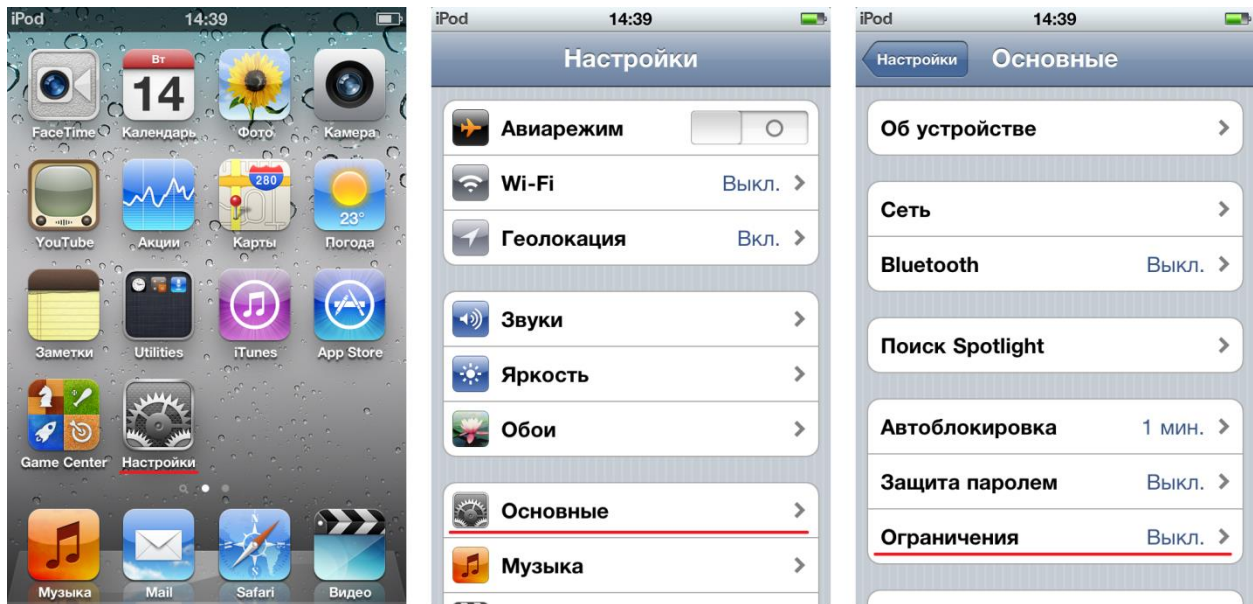 iPod 14:39
Вт
14
FaceTime Календарь Фото Камера
280
23°
YouTube Акции Карты Погода
Заметки Utilities iTunes App Store
Game Center Настройки
Музыка Mail Safari Видео
iPod 14:39
Настройки
Авиарежим
Wi-Fi Выкл.
Геолокация Вкл.
Звуки
Яркость
Обои
Основные
Музыка
iPod 14:39
Настройки Основные
Об устройстве
Сеть
Bluetooth Выкл.
Поиск Spotlight
Автоблокировка 1 мин.
Защита паролем Выкл.
Ограничения Выкл.